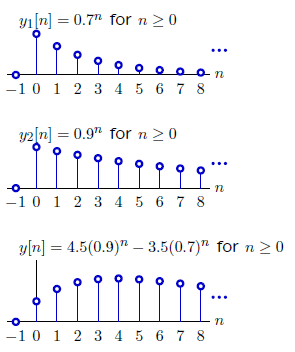 y₁[n] = 0.7ⁿ for n ≥ 0
...
n
−1 0 1 2 3 4 5 6 7 8
y₂[n] = 0.9ⁿ for n ≥ 0
...
n
−1 0 1 2 3 4 5 6 7 8
y[n] = 4.5(0.9)ⁿ − 3.5(0.7)ⁿ for n ≥ 0
...
n
−1 0 1 2 3 4 5 6 7 8